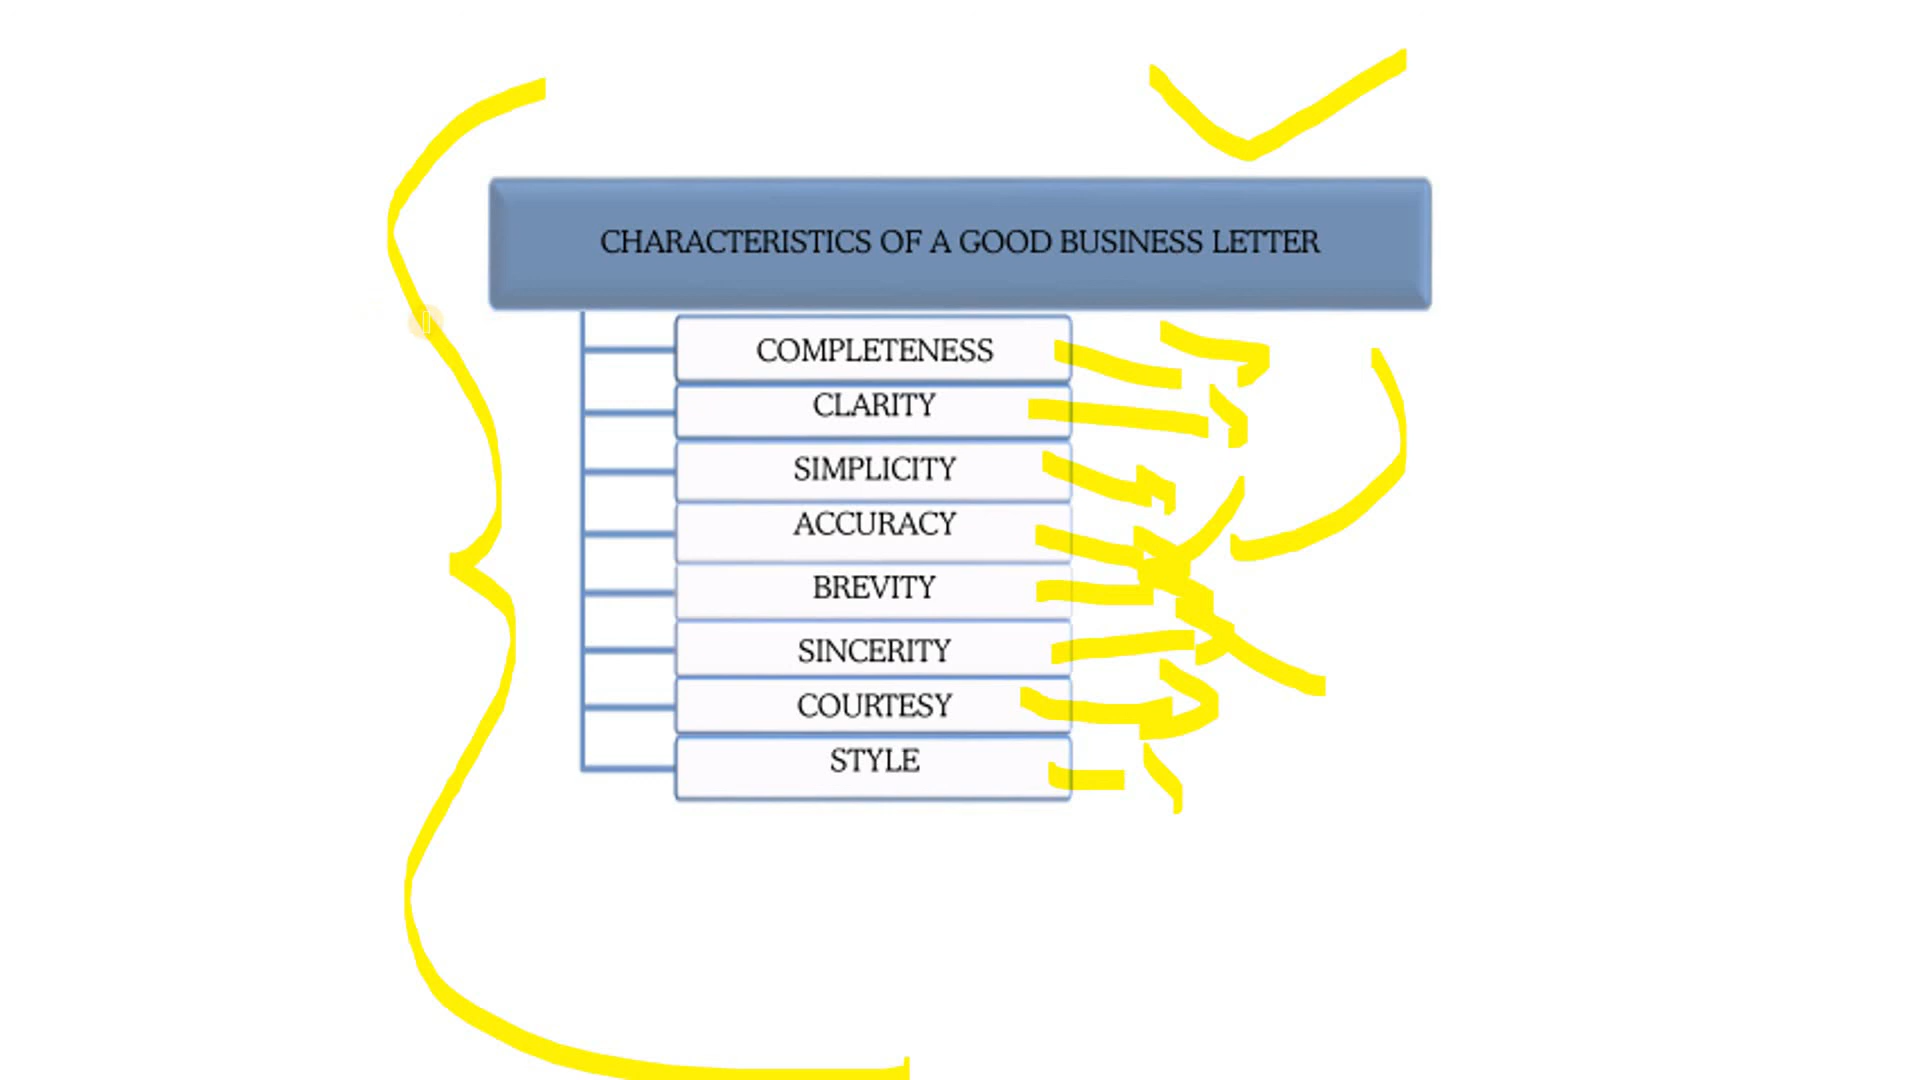 CHARACTERISTICS OF A GOOD BUSINESS LETTER
COMPLETENESS
CLARITY
SIMPLICITY
ACCURACY
BREVITY
SINCERITY
COURTESY
STYLE